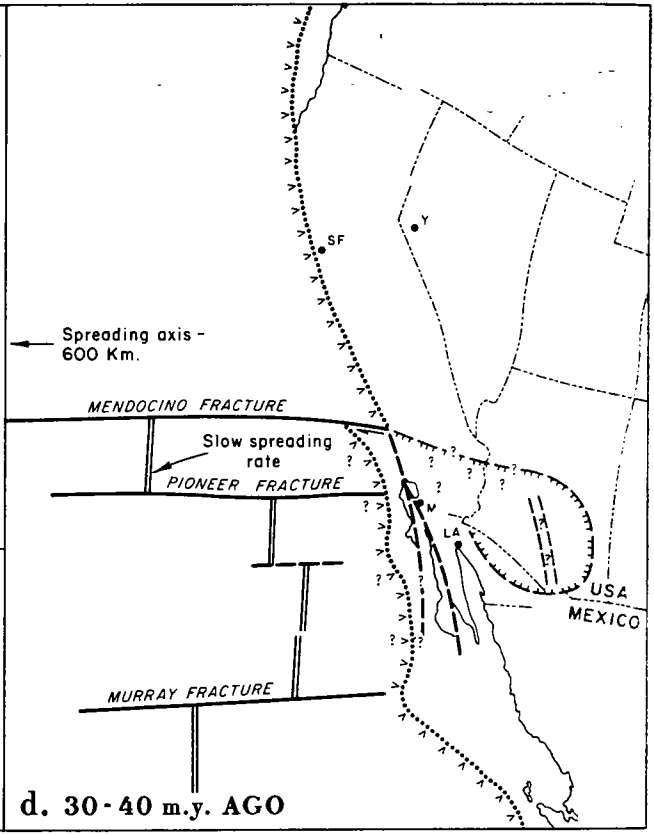 SF
Y
Spreading axis -
600 Km.
MENDOCINO FRACTURE
Slow spreading
rate
PIONEER FRACTURE
? ? ? ? ? ? ? ?
M
LA
? ?
? ?
? ? ?
USA
MEXICO
MURRAY FRACTURE
d. 30-40 m.y. AGO